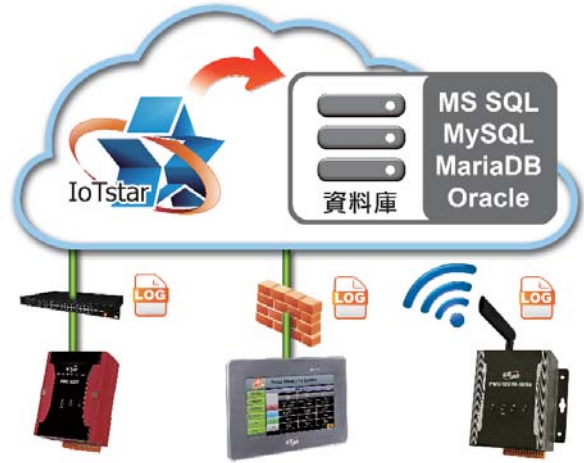 IoTstar
MS SQL
MySQL
MariaDB
Oracle
資料庫
LOG
LOG
LOG